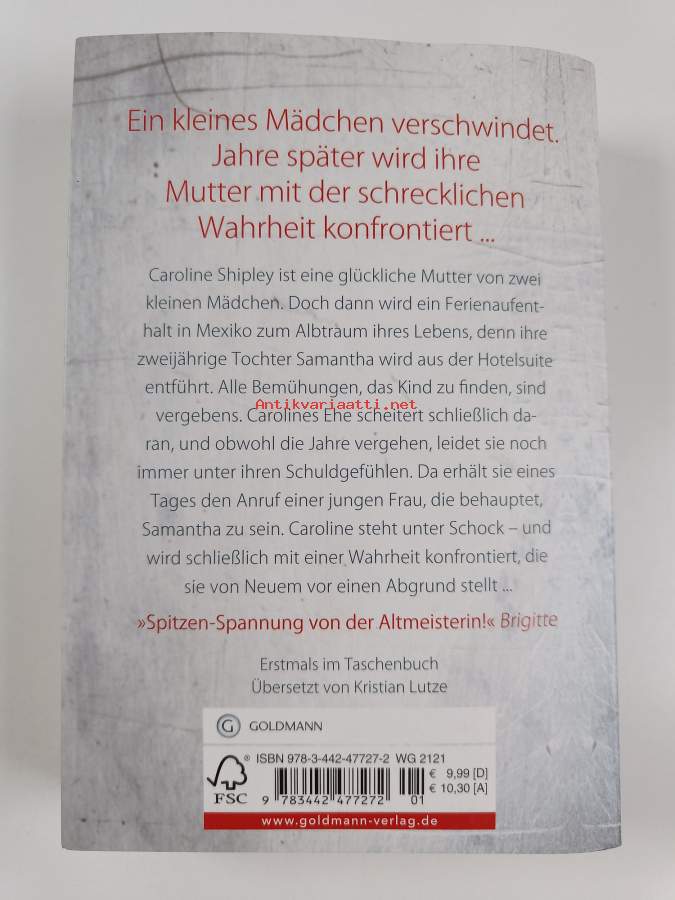 Ein kleines Mädchen verschwindet.
Jahre später wird ihre
Mutter mit der schrecklichen
Wahrheit konfrontiert ...
Caroline Shipley ist eine glückliche Mutter von zwei
kleinen Mädchen. Doch dann wird ein Ferienaufent-
halt in Mexiko zum Albtraum ihres Lebens, denn ihre
zweijährige Tochter Samantha wird aus der Hotelsuite
entführt. Alle Bemühungen, das Kind zu finden, sind
Antikvariaatti.net
vergebens. Carolines Ehe scheitert schließlich da-
ran, und obwohl die Jahre vergehen, leidet sie noch
immer unter ihren Schuldgefühlen. Da erhält sie eines
Tages den Anruf einer jungen Frau, die behauptet,
Samantha zu sein. Caroline steht unter Schock – und
wird schließlich mit einer Wahrheit konfrontiert, die
sie von Neuem vor einen Abgrund stellt ...
»Spitzen-Spannung von der Altmeisterin!« Brigitte
Erstmals im Taschenbuch
Übersetzt von Kristian Lutze
G GOLDMANN
ISBN 978-3-442-47727-2 WG 2121
€ 9,99 [D]
€ 10,30 [A]
® FSC
9 783442 477272 01
www.goldmann-verlag.de